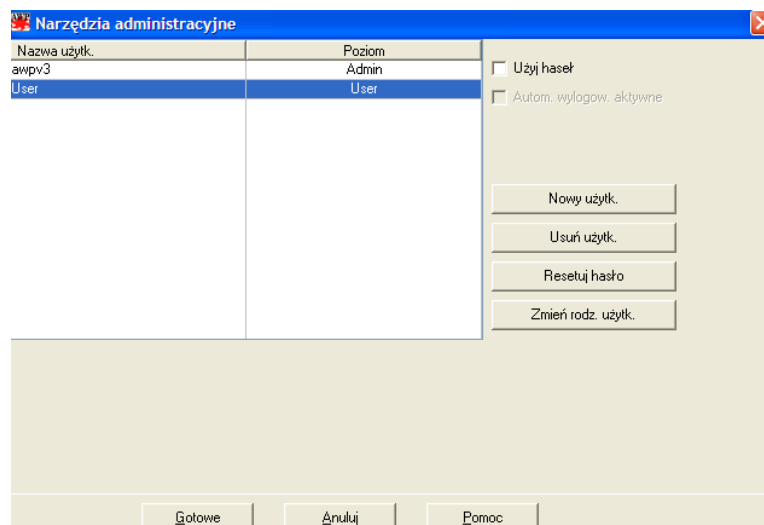 Narzędzia administracyjne
Nazwa użytk. Poziom
awpv3 Admin
User User
Użyj haseł
Autom. wylogow. aktywne
Nowy użytk.
Usuń użytk.
Resetuj hasło
Zmień rodz. użytk.
Gotowe Anuluj Pomoc